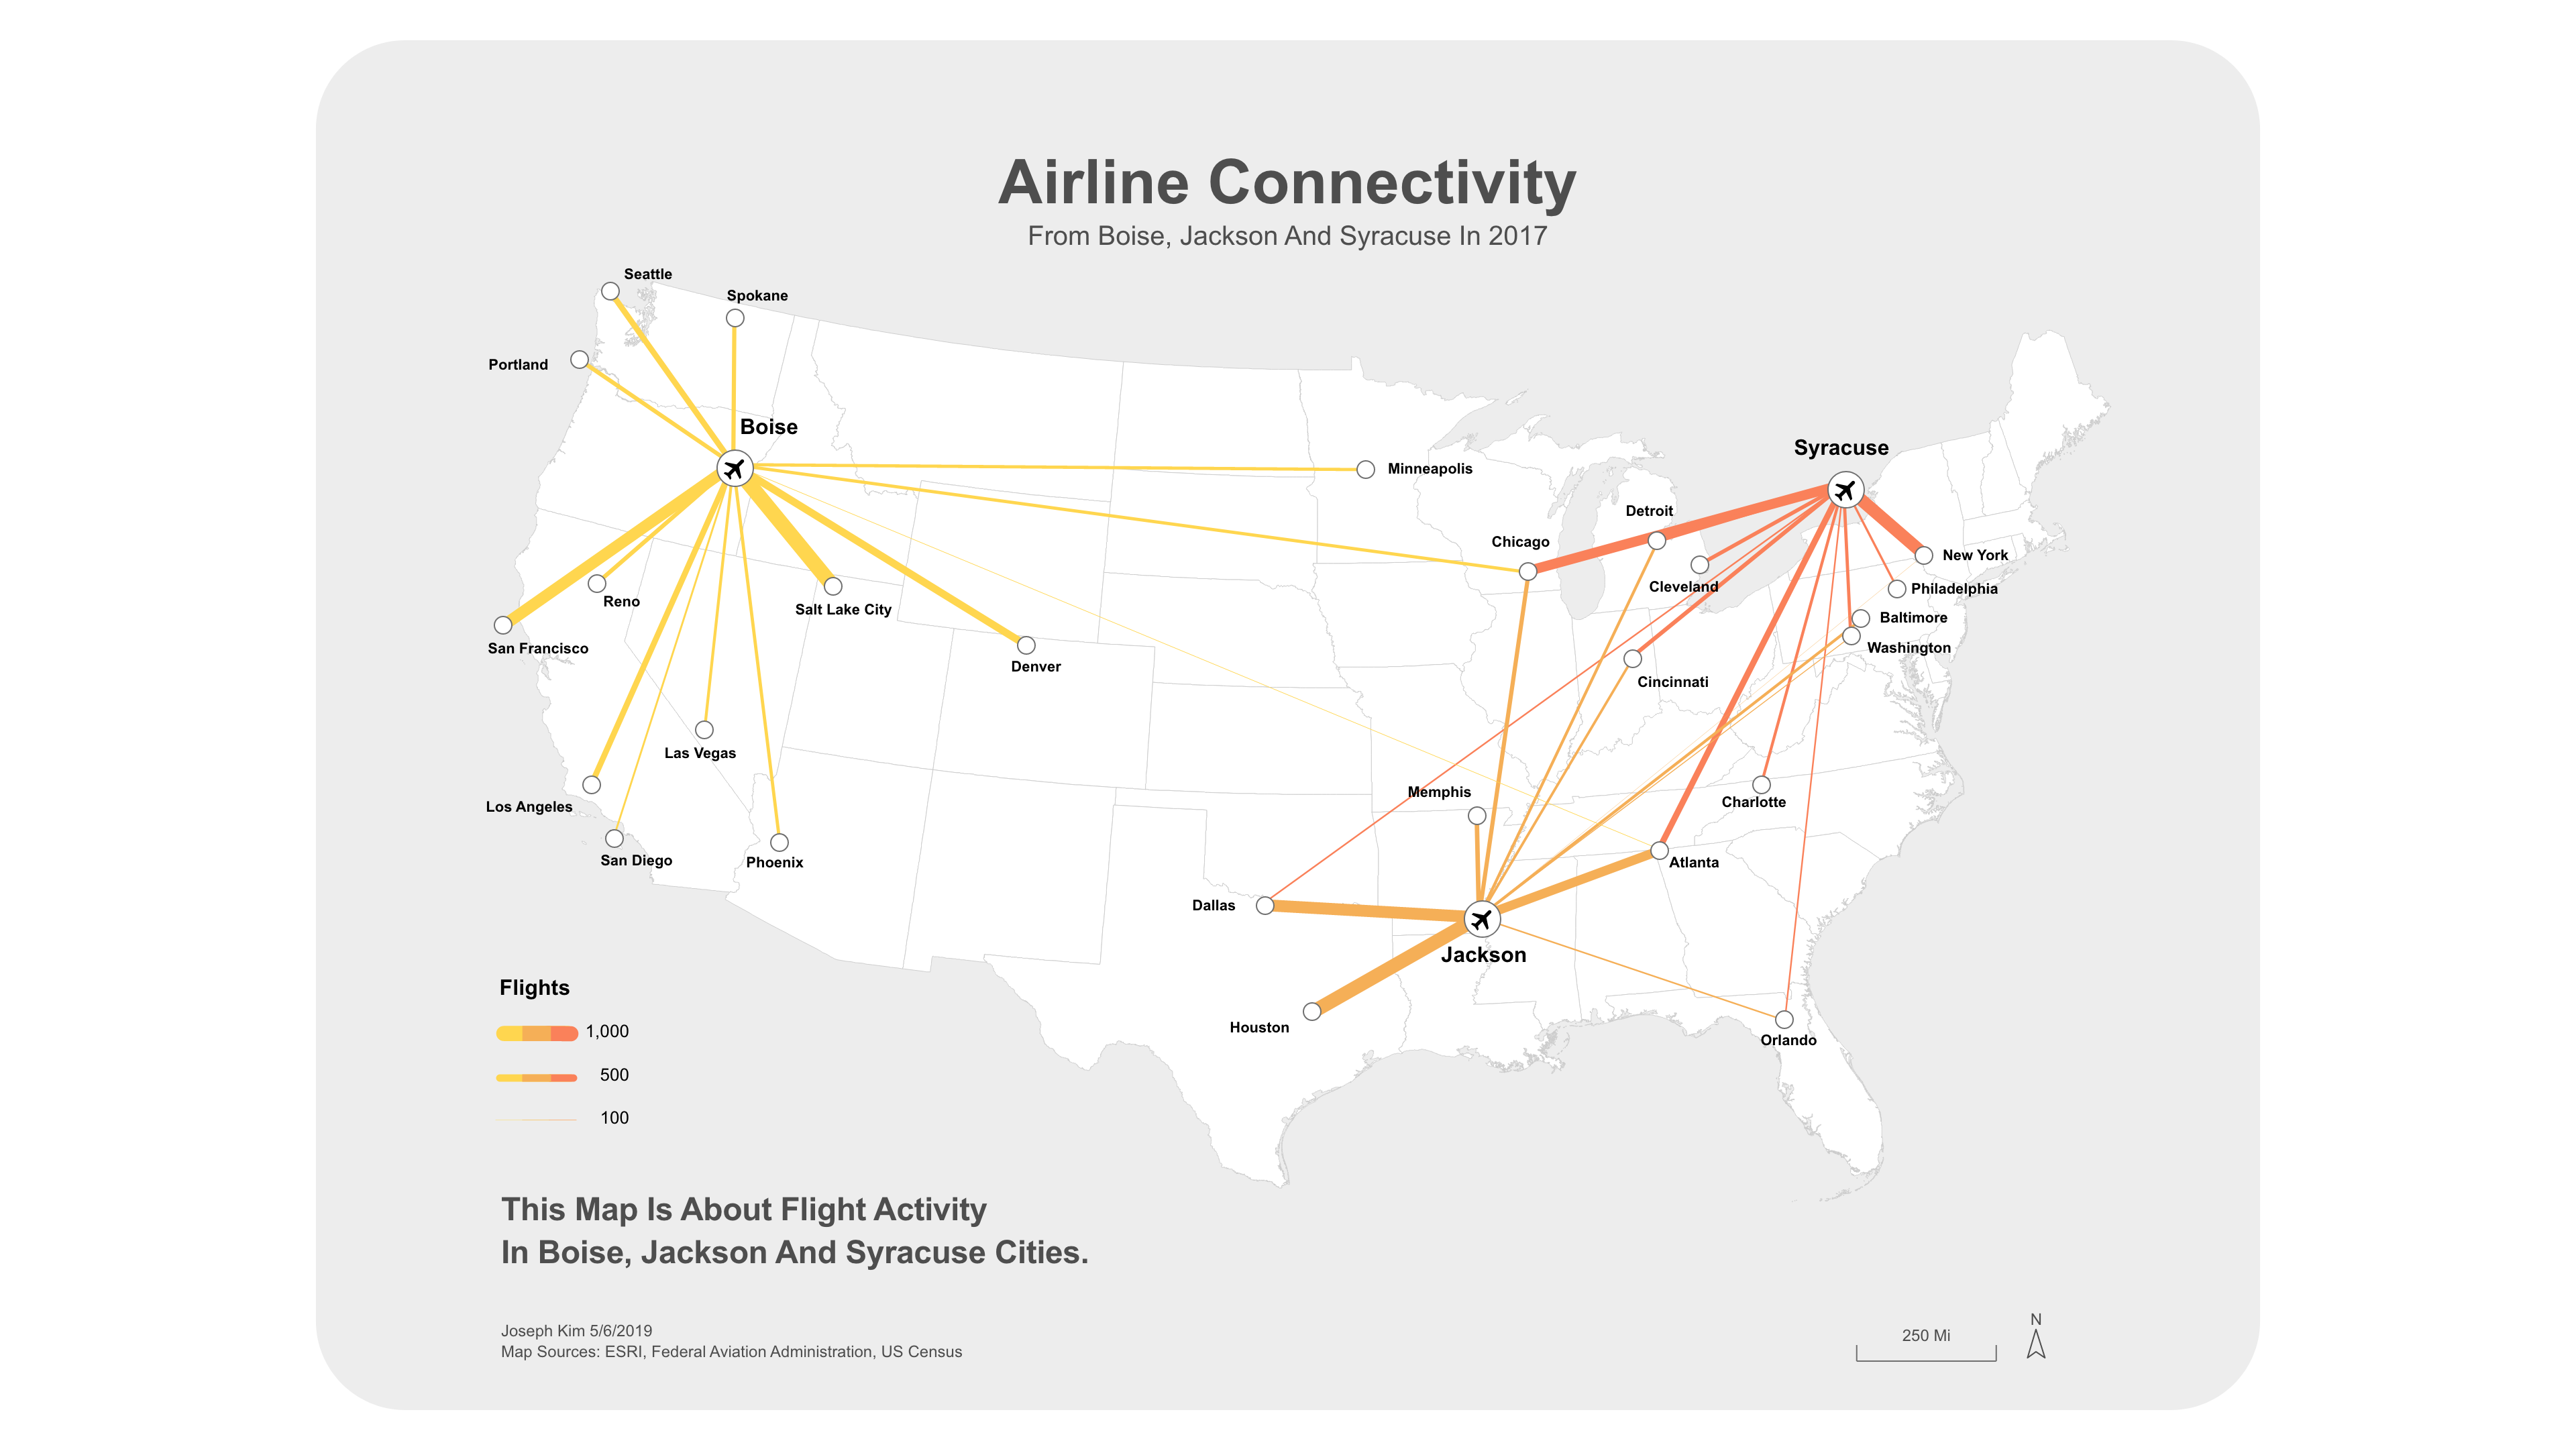 Airline Connectivity
From Boise, Jackson And Syracuse In 2017
Seattle
Spokane
Portland
Boise
Syracuse
Minneapolis
Detroit
Chicago
New York
Cleveland
Philadelphia
Reno
Salt Lake City
Baltimore
San Francisco
Washington
Denver
Cincinnati
Las Vegas
Memphis
Charlotte
Los Angeles
San Diego
Phoenix
Atlanta
Dallas
Jackson
Houston
Orlando
Flights
1,000
500
100
This Map Is About Flight Activity
In Boise, Jackson And Syracuse Cities.
Joseph Kim 5/6/2019
Map Sources: ESRI, Federal Aviation Administration, US Census
250 Mi
N